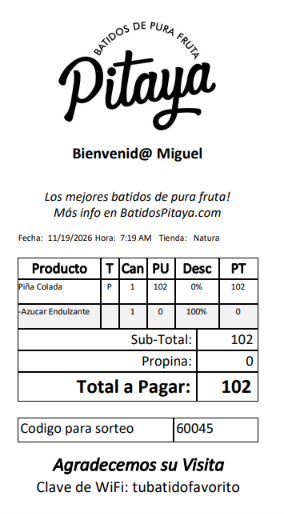 BATIDOS DE PURA FRUTA
Pitaya
Bienvenid@ Miguel
Los mejores batidos de pura fruta!
Más info en BatidosPitaya.com
Fecha: 11/19/2026 Hora: 7:19 AM Tienda: Natura
Producto T Can PU Desc PT
Piña Colada P 1 102 0% 102
-Azucar Endulzante 1 0 100% 0
Sub-Total: 102
Propina: 0
Total a Pagar: 102
Codigo para sorteo 60045
Agradecemos su Visita
Clave de WiFi: tubatidofavorito